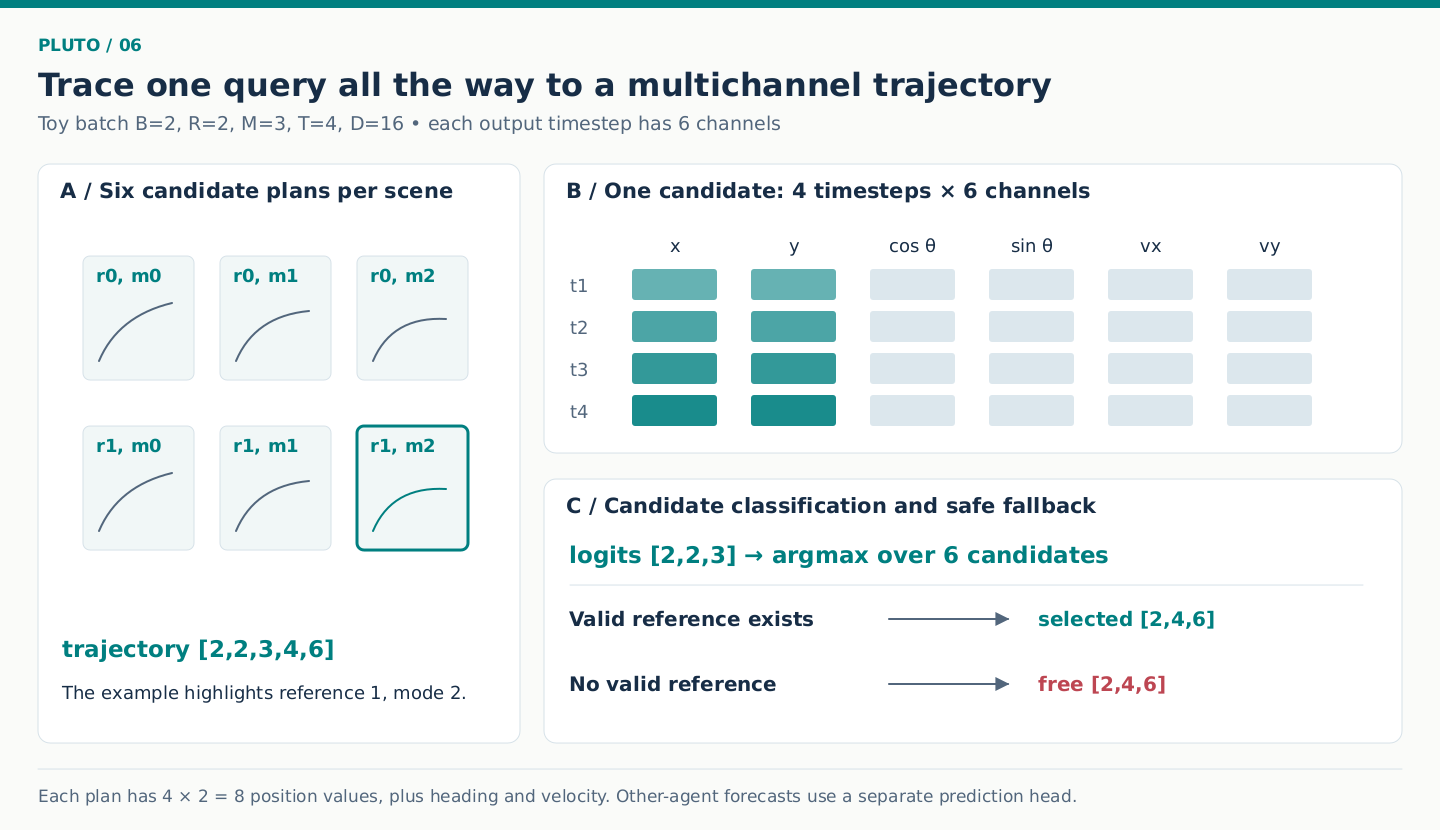 PLUTO / 06
Trace one query all the way to a multichannel trajectory
Toy batch B=2, R=2, M=3, T=4, D=16 • each output timestep has 6 channels
A / Six candidate plans per scene
r0, m0
r0, m1
r0, m2
r1, m0
r1, m1
r1, m2
trajectory [2,2,3,4,6]
The example highlights reference 1, mode 2.
B / One candidate: 4 timesteps × 6 channels
x y cos θ sin θ vx vy
t1
t2
t3
t4
C / Candidate classification and safe fallback
logits [2,2,3] → argmax over 6 candidates
Valid reference exists selected [2,4,6]
No valid reference free [2,4,6]
Each plan has 4 × 2 = 8 position values, plus heading and velocity. Other-agent forecasts use a separate prediction head.